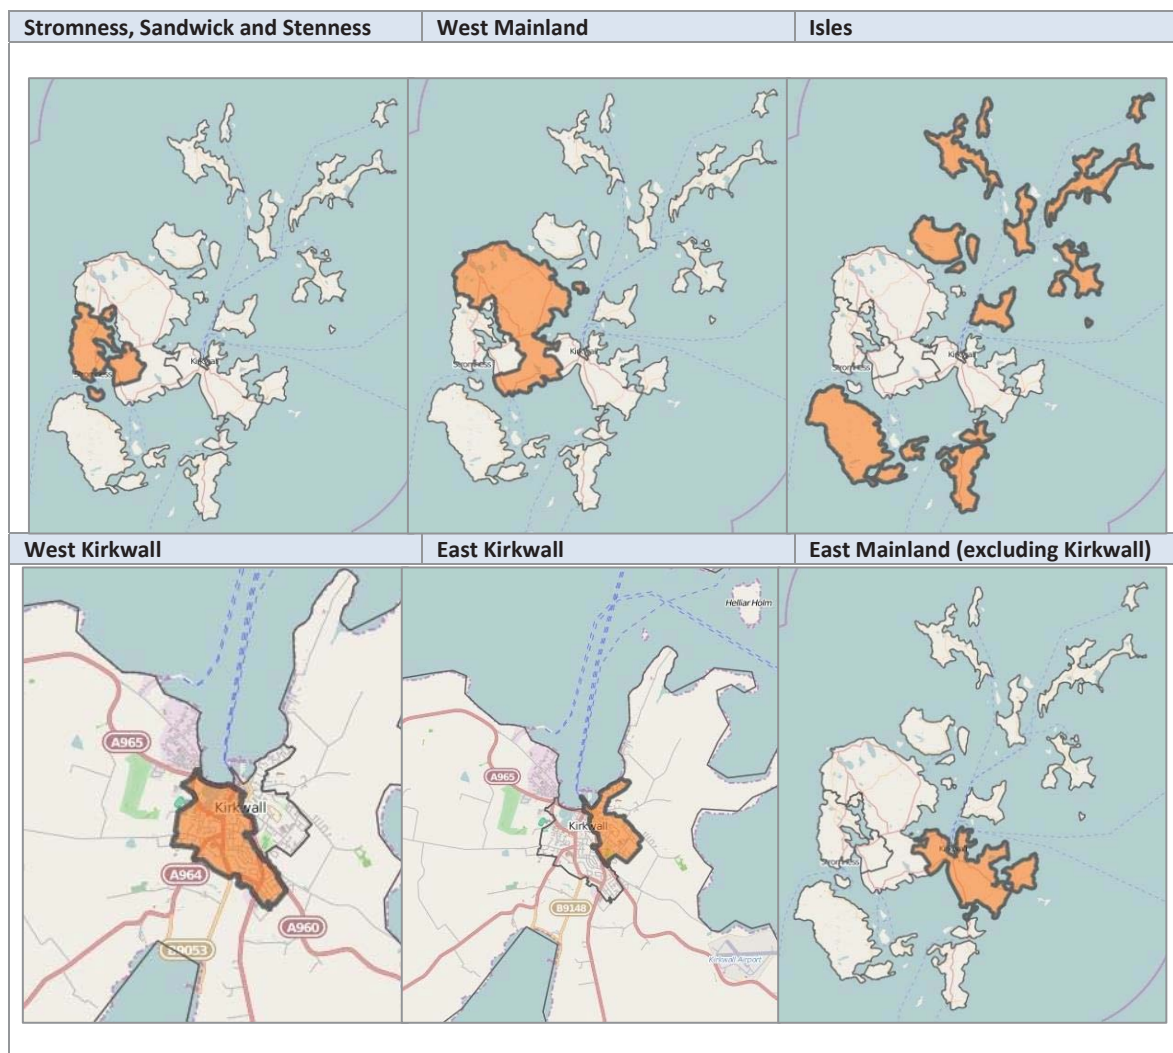 Stromness, Sandwick and Stenness
West Mainland
Isles
Kirkwall
Stromness
Kirkwall
Kirkwall
Stromness
West Kirkwall
East Kirkwall
East Mainland (excluding Kirkwall)
A965
Kirkwall
A964
A960
B9053
Helliar Holm
A965
Kirkwall
B9148
Kirkwall Airport
Kirkwall
Stromness